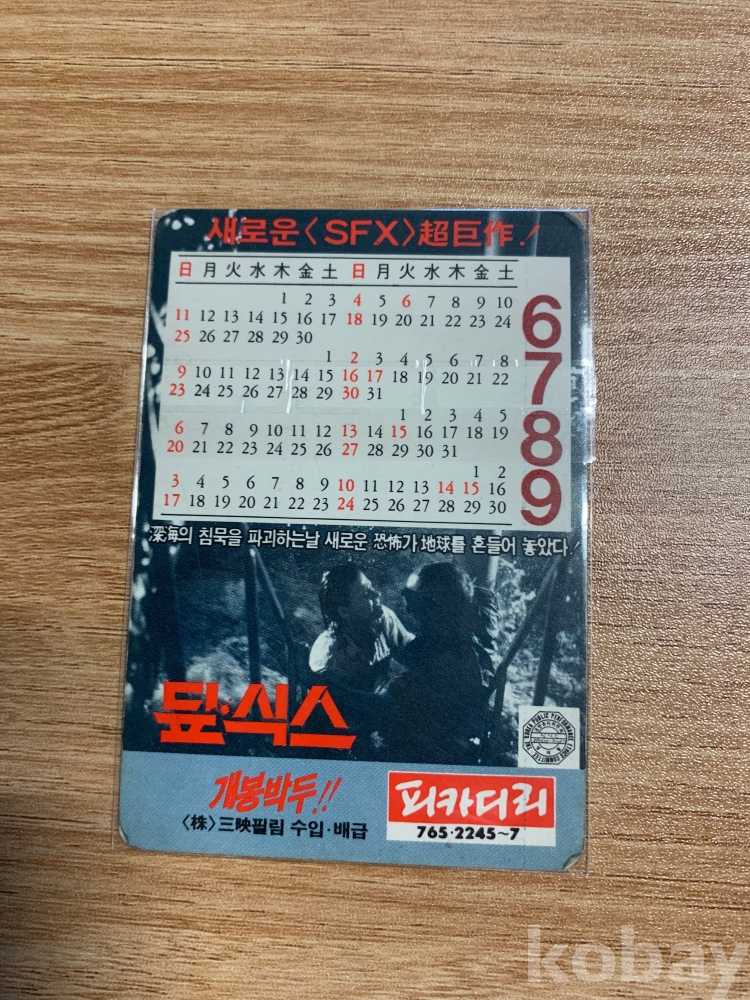 새로운〈SFX〉超巨作!
日 月 火 水 木 金 土 日 月 火 水 木 金 土
1 2 3 4 5 6 7 8 9 10
11 12 13 14 15 16 17 18 19 20 21 22 23 24
25 26 27 28 29 30
6
1 2 3 4 5 6 7 8
9 10 11 12 13 14 15 16 17 18 19 20 21 22
23 24 25 26 27 28 29 30 31
7
1 2 3 4 5
6 7 8 9 10 11 12 13 14 15 16 17 18 19
20 21 22 23 24 25 26 27 28 29 30 31
8
1 2
3 4 5 6 7 8 9 10 11 12 13 14 15 16
17 18 19 20 21 22 23 24 25 26 27 28 29 30
9
深海의 침묵을 파괴하는날 새로운 恐怖가 地球를 흔들어 놓았다!
딮·식스
THE KOREA PUBLIC PERFORMANCE ETHICS COMMITTEE
개봉박두!!
〈株〉三映필림 수입·배급
피카디리
765·2245~7
kobay